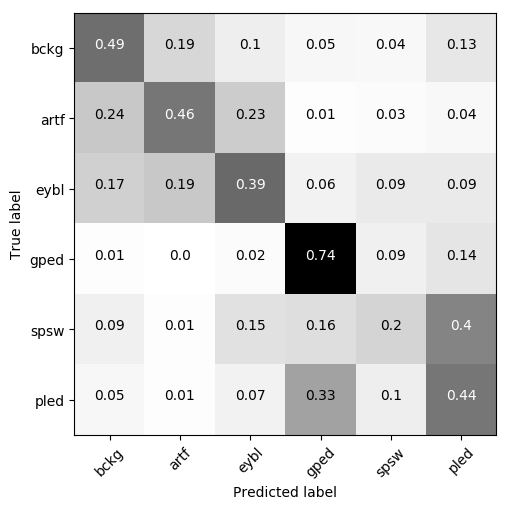 True label
bckg 0.49 0.19 0.1 0.05 0.04 0.13
artf 0.24 0.46 0.23 0.01 0.03 0.04
eybl 0.17 0.19 0.39 0.06 0.09 0.09
gped 0.01 0.0 0.02 0.74 0.09 0.14
spsw 0.09 0.01 0.15 0.16 0.2 0.4
pled 0.05 0.01 0.07 0.33 0.1 0.44
bckg artf eybl gped spsw pled
Predicted label